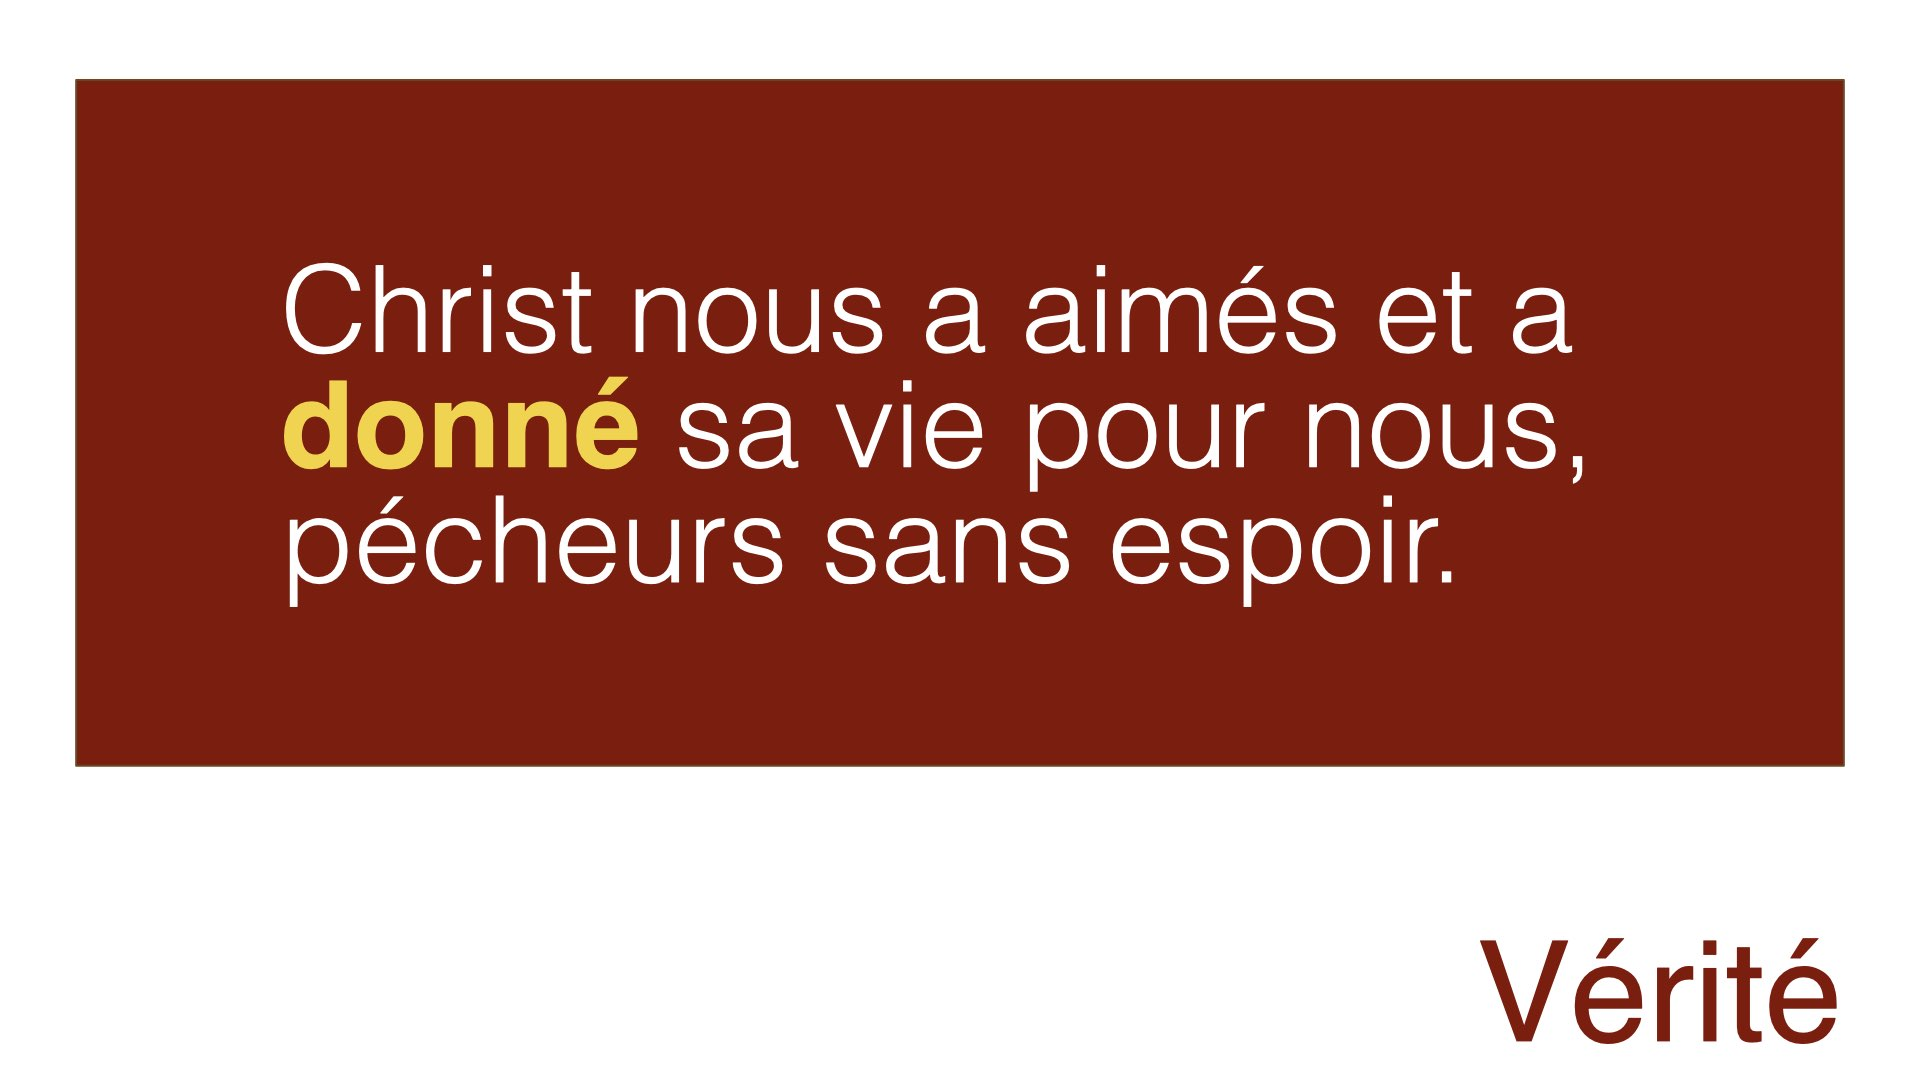 Christ nous a aimés et a
donné sa vie pour nous,
pécheurs sans espoir.
Vérité